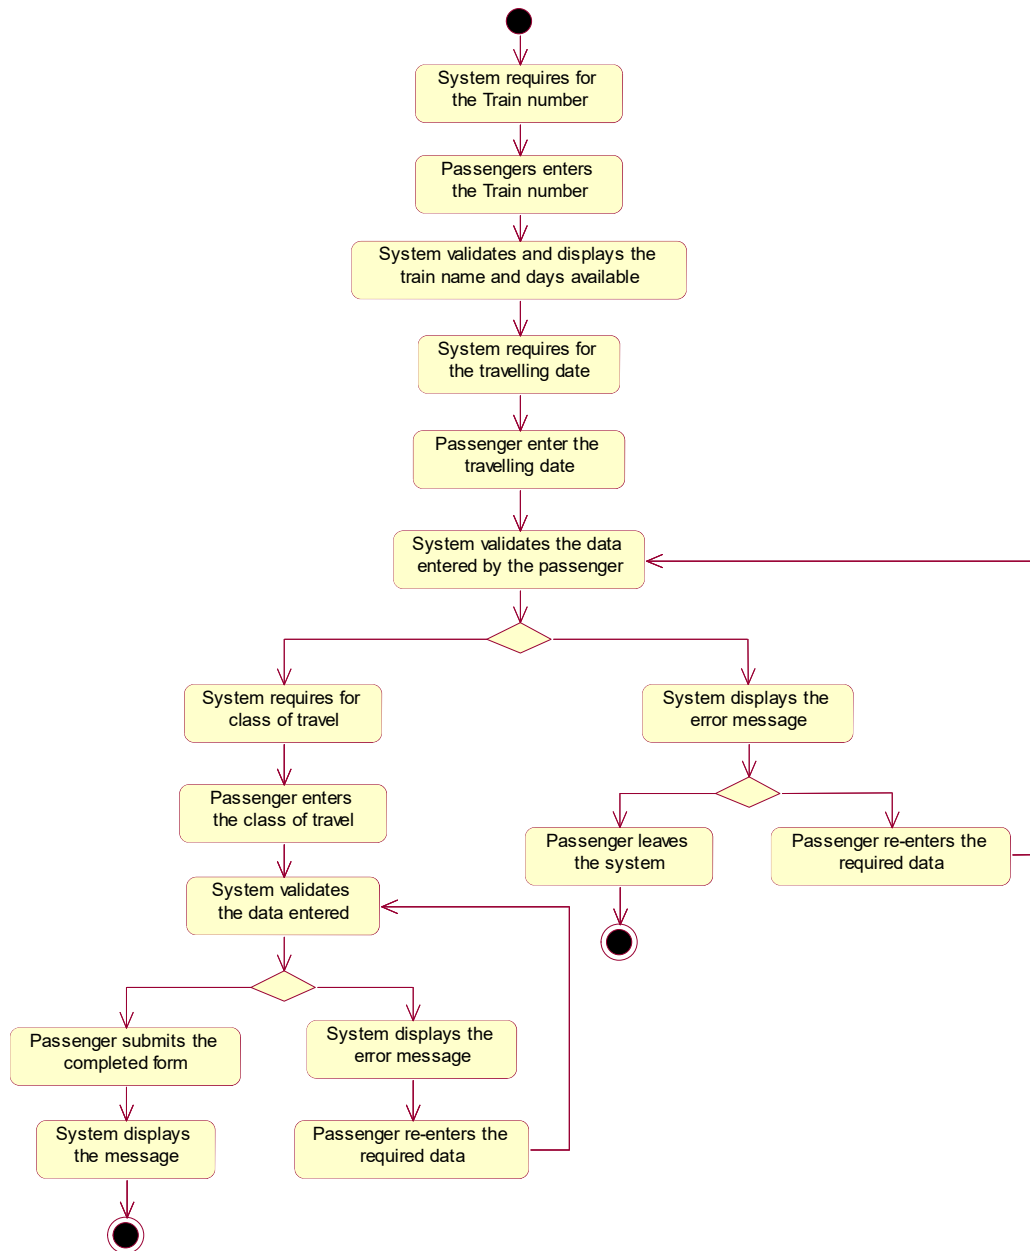 System requires for
the Train number
Passengers enters
the Train number
System validates and displays the
train name and days available
System requires for
the travelling date
Passenger enter the
travelling date
System validates the data
entered by the passenger
System requires for
class of travel
System displays the
error message
Passenger enters
the class of travel
Passenger leaves
the system
Passenger re-enters the
required data
System validates
the data entered
Passenger submits the
completed form
System displays the
error message
System displays
the message
Passenger re-enters the
required data